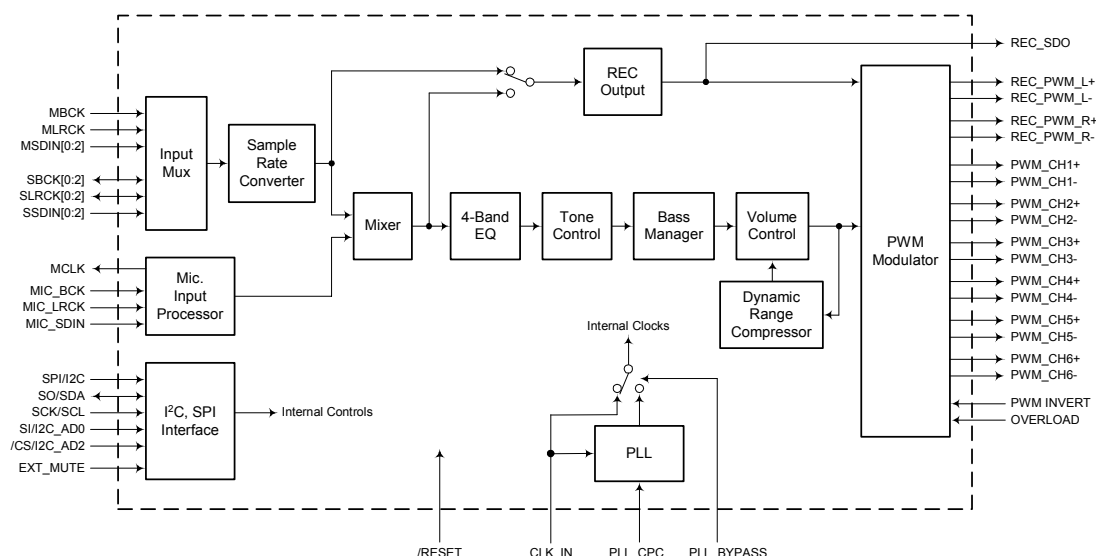 REC_SDO
REC
Output
REC_PWM_L+
REC_PWM_L-
REC_PWM_R+
REC_PWM_R-
MBCK
MLRCK
MSDIN[0:2]
SBCK[0:2]
SLRCK[0:2]
SSDIN[0:2]
Input
Mux
Sample
Rate
Converter
Mixer
4-Band
EQ
Tone
Control
Bass
Manager
Volume
Control
PWM
Modulator
PWM_CH1+
PWM_CH1-
PWM_CH2+
PWM_CH2-
PWM_CH3+
PWM_CH3-
PWM_CH4+
PWM_CH4-
PWM_CH5+
PWM_CH5-
PWM_CH6+
PWM_CH6-
PWM INVERT
OVERLOAD
MCLK
MIC_BCK
MIC_LRCK
MIC_SDIN
Mic.
Input
Processor
Dynamic
Range
Compressor
Internal Clocks
SPI/I2C
SO/SDA
SCK/SCL
SI/I2C_AD0
/CS/I2C_AD2
EXT_MUTE
I²C, SPI
Interface
Internal Controls
PLL
/RESET
CLK_IN
PLL_CPC
PLL_BYPASS